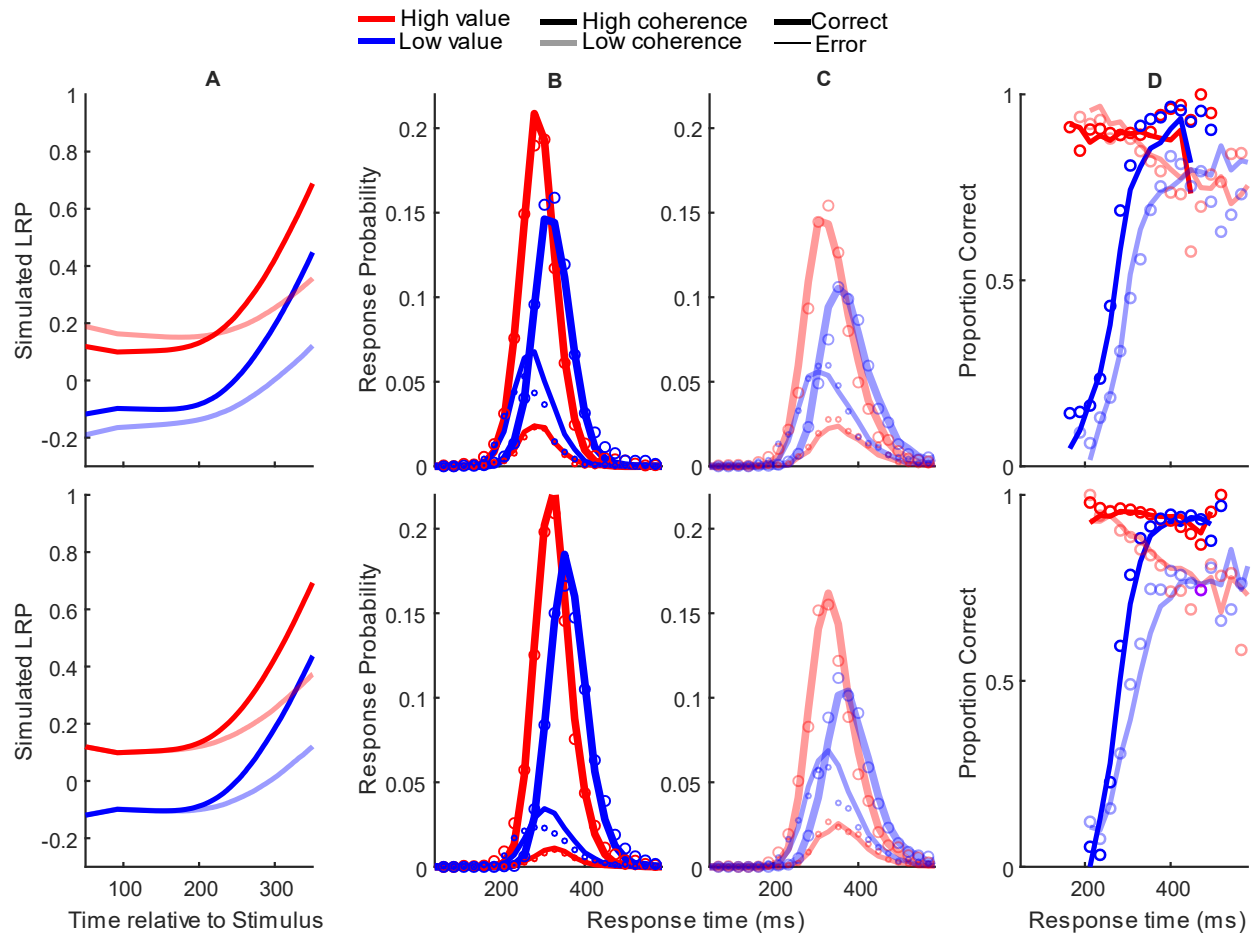 High value High coherence Correct
Low value Low coherence Error
A B C D
1 0.8 0.6 0.4 0.2 0 -0.2
Simulated LRP
0.2 0.15 0.1 0.05 0
Response Probability
0.2 0.15 0.1 0.05 0
1 0.5 0
Proportion Correct
1 0.8 0.6 0.4 0.2 0 -0.2
Simulated LRP
0.2 0.15 0.1 0.05 0
Response Probability
0.2 0.15 0.1 0.05 0
1 0.5 0
Proportion Correct
100 200 300 200 400 200 400 200 400
Time relative to Stimulus Response time (ms) Response time (ms)